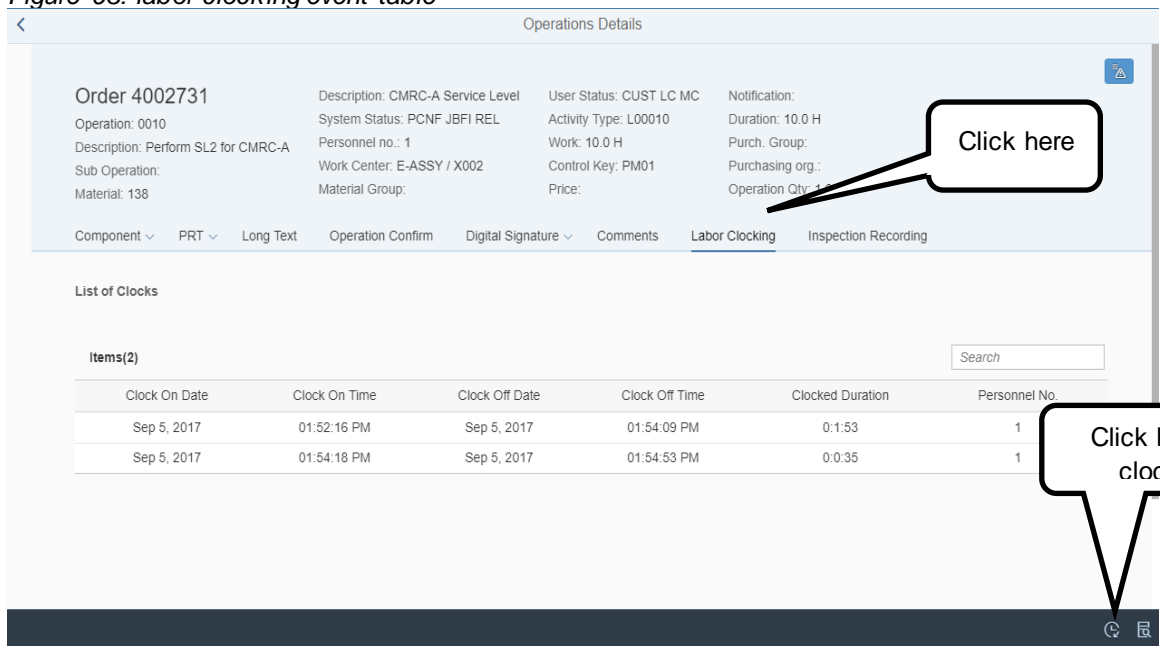 Figure 68: labor clocking event table
Operations Details
Order 4002731
Operation: 0010
Description: Perform SL2 for CMRC-A
Sub Operation:
Material: 138
Description: CMRC-A Service Level
System Status: PCNF JBFI REL
Personnel no.: 1
Work Center: E-ASSY / X002
Material Group:
User Status: CUST LC MC
Activity Type: L00010
Work: 10.0 H
Control Key: PM01
Price:
Notification:
Duration: 10.0 H
Purch. Group:
Purchasing org.:
Operation Qty:
Click here
Component PRT Long Text Operation Confirm Digital Signature Comments Labor Clocking Inspection Recording
List of Clocks
Items(2)
Search
Clock On Date Clock On Time Clock Off Date Clock Off Time Clocked Duration Personnel No.
Sep 5, 2017 01:52:16 PM Sep 5, 2017 01:54:09 PM 0:1:53 1
Sep 5, 2017 01:54:18 PM Sep 5, 2017 01:54:53 PM 0:0:35 1
Click